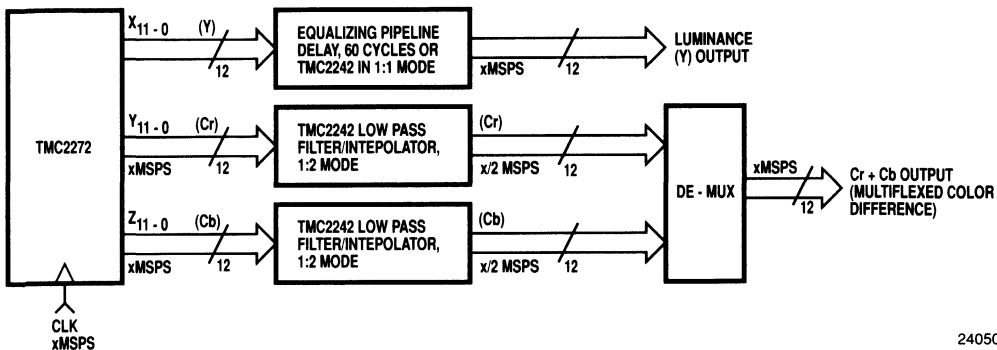 X11 - 0 (Y)
12
EQUALIZING PIPELINE
DELAY, 60 CYCLES OR
TMC2242 IN 1:1 MODE
xMSPS
12
LUMINANCE
(Y) OUTPUT
TMC2272
Y11 - 0 (Cr)
xMSPS
12
TMC2242 LOW PASS
FILTER/INTEPOLATOR,
1:2 MODE
(Cr)
x/2 MSPS
12
DE - MUX
xMSPS
12
Cr + Cb OUTPUT
(MULTIFLEXED COLOR
DIFFERENCE)
Z11 - 0 (Cb)
xMSPS
12
TMC2242 LOW PASS
FILTER/INTEPOLATOR,
1:2 MODE
(Cb)
x/2 MSPS
12
CLK
xMSPS